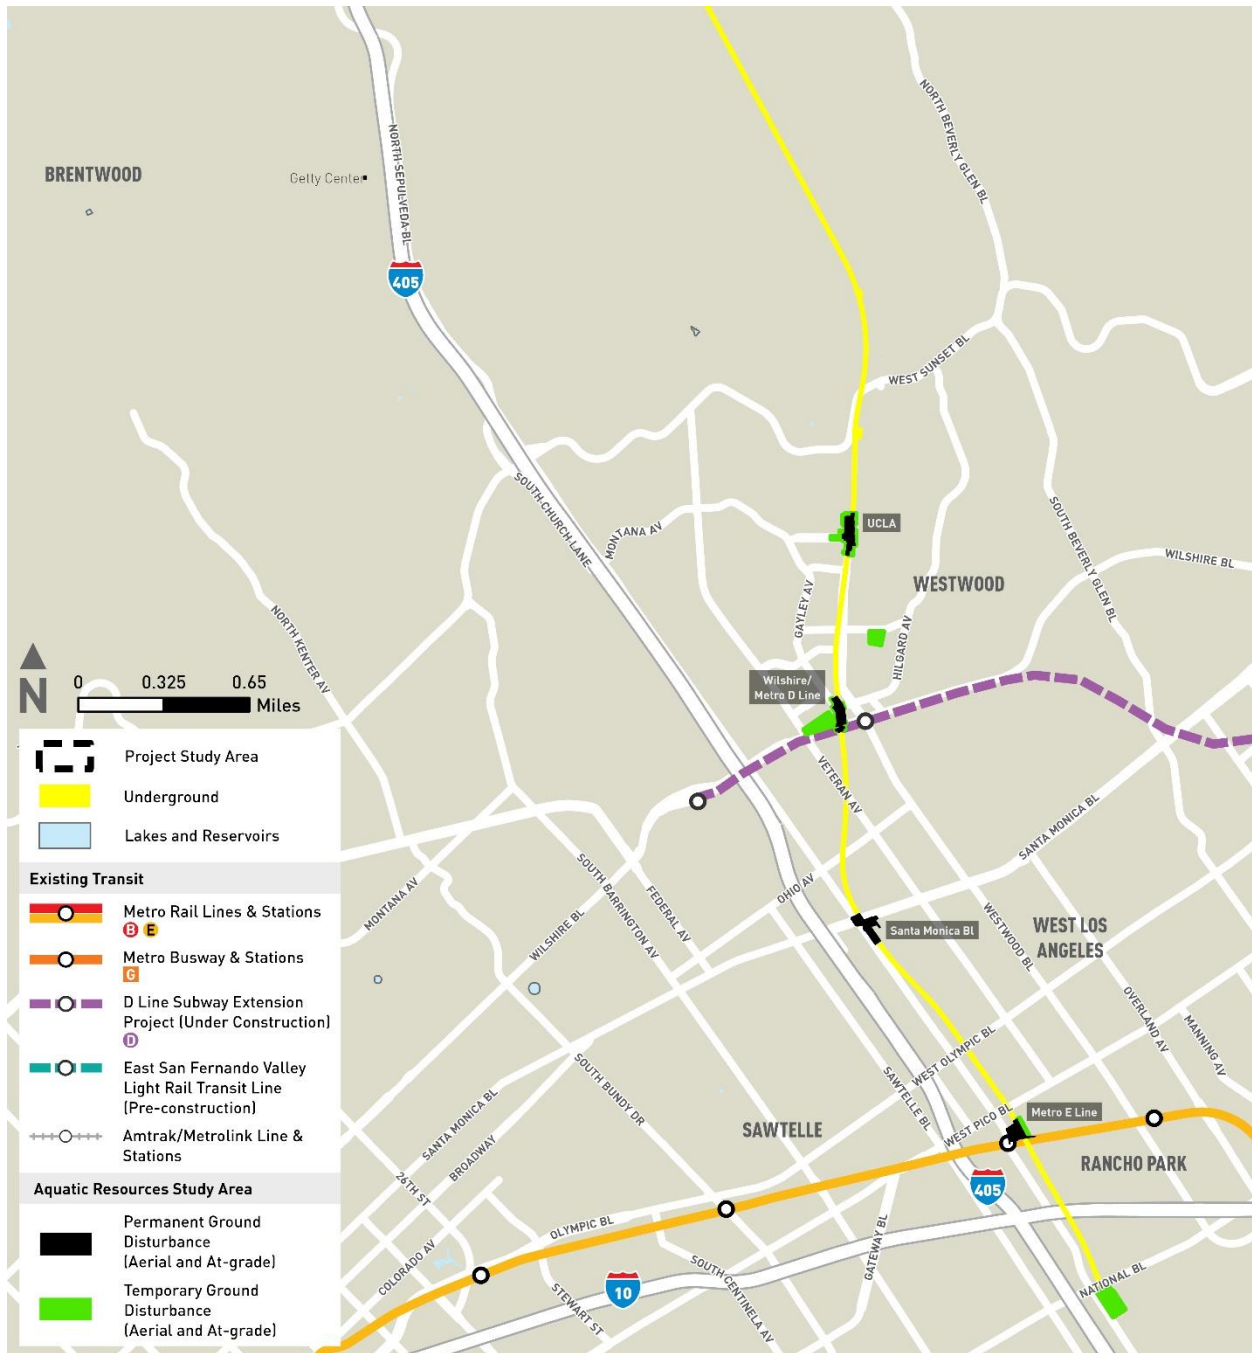 BRENTWOOD
Getty Center
NORTH SEPULVEDA BL
405
NORTH BEVERLY GLEN BL
WEST SUNSET BL
SOUTH CHURCH LANE
MONTANA AV
UCLA
WESTWOOD
SOUTH BEVERLY GLEN BL
WILSHIRE BL
GAYLEY AV
HILGARD AV
NORTH KENTER AV
Wilshire/
Metro D Line
VETERAN AV
SANTA MONICA BL
OHIO AV
MONTANA AV
WILSHIRE BL
SOUTH BARRINGTON AV
FEDERAL AV
Santa Monica Bl
WESTWOOD BL
WEST LOS
ANGELES
OVERLAND AV
MANNING AV
WEST OLYMPIC BL
SAWTELLE BL
WEST PICO BL
Metro E Line
SOUTH BUNDY DR
SANTA MONICA BL
BROADWAY
SAWTELLE
RANCHO PARK
405
26TH ST
OLYMPIC BL
COLORADO AV
STEWART ST
10
SOUTH CENTINELA AV
GATEWAY BL
NATIONAL BL
N
0 0.325 0.65
Miles
Project Study Area
Underground
Lakes and Reservoirs
Existing Transit
Metro Rail Lines & Stations
B E
Metro Busway & Stations
G
D Line Subway Extension
Project (Under Construction)
D
East San Fernando Valley
Light Rail Transit Line
(Pre-construction)
Amtrak/Metrolink Line &
Stations
Aquatic Resources Study Area
Permanent Ground
Disturbance
(Aerial and At-grade)
Temporary Ground
Disturbance
(Aerial and At-grade)